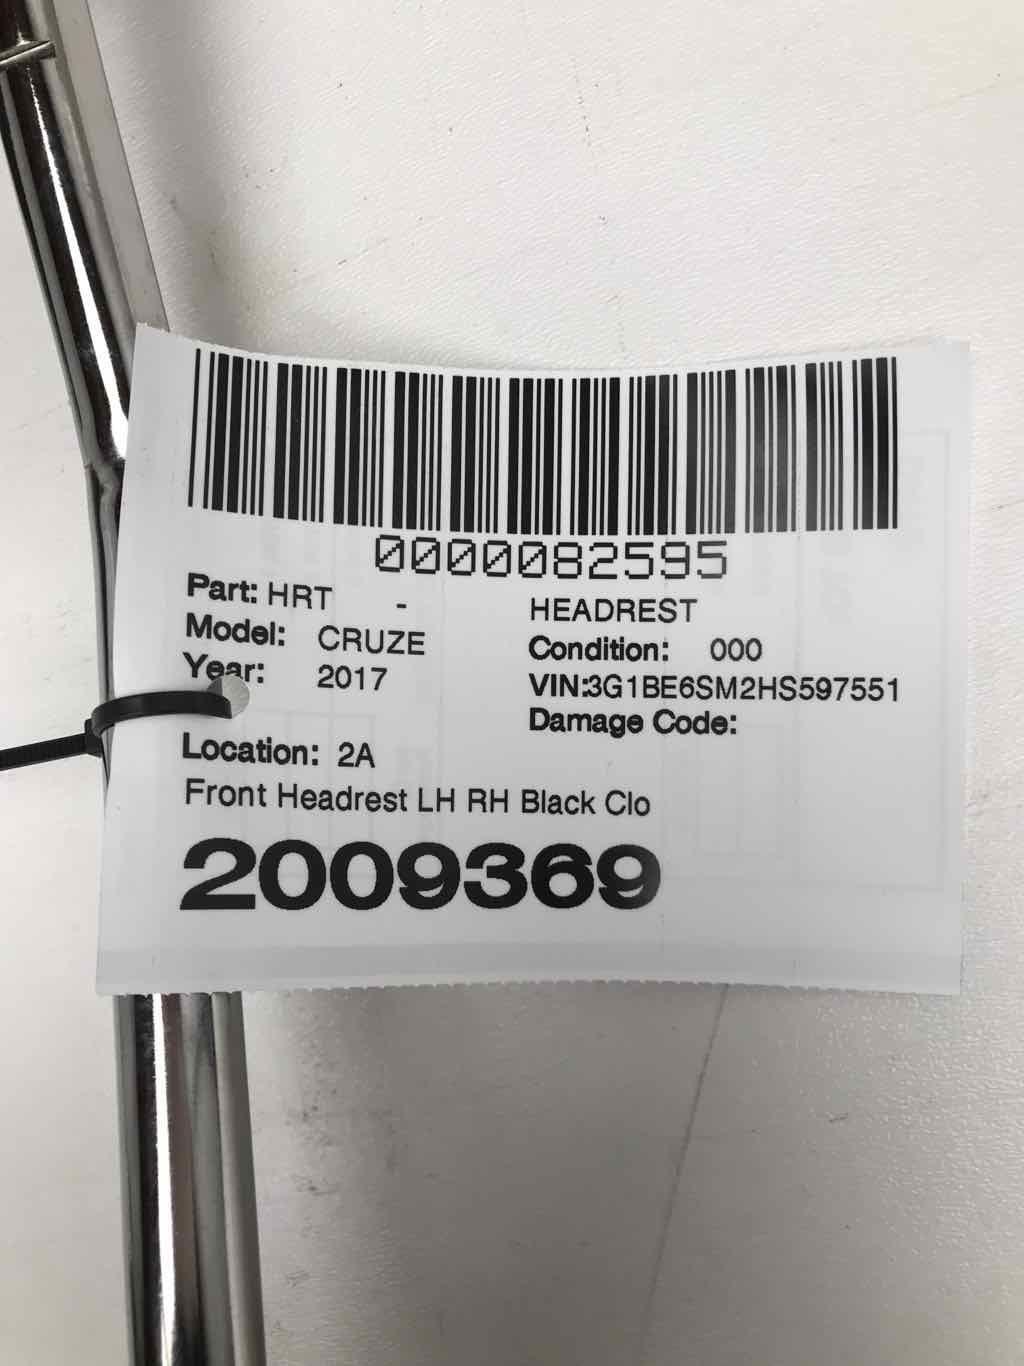 0000082595
Part: HRT - HEADREST
Model: CRUZE Condition: 000
Year: 2017 VIN:3G1BE6SM2HS597551
Damage Code:
Location: 2A
Front Headrest LH RH Black Clo
2009369